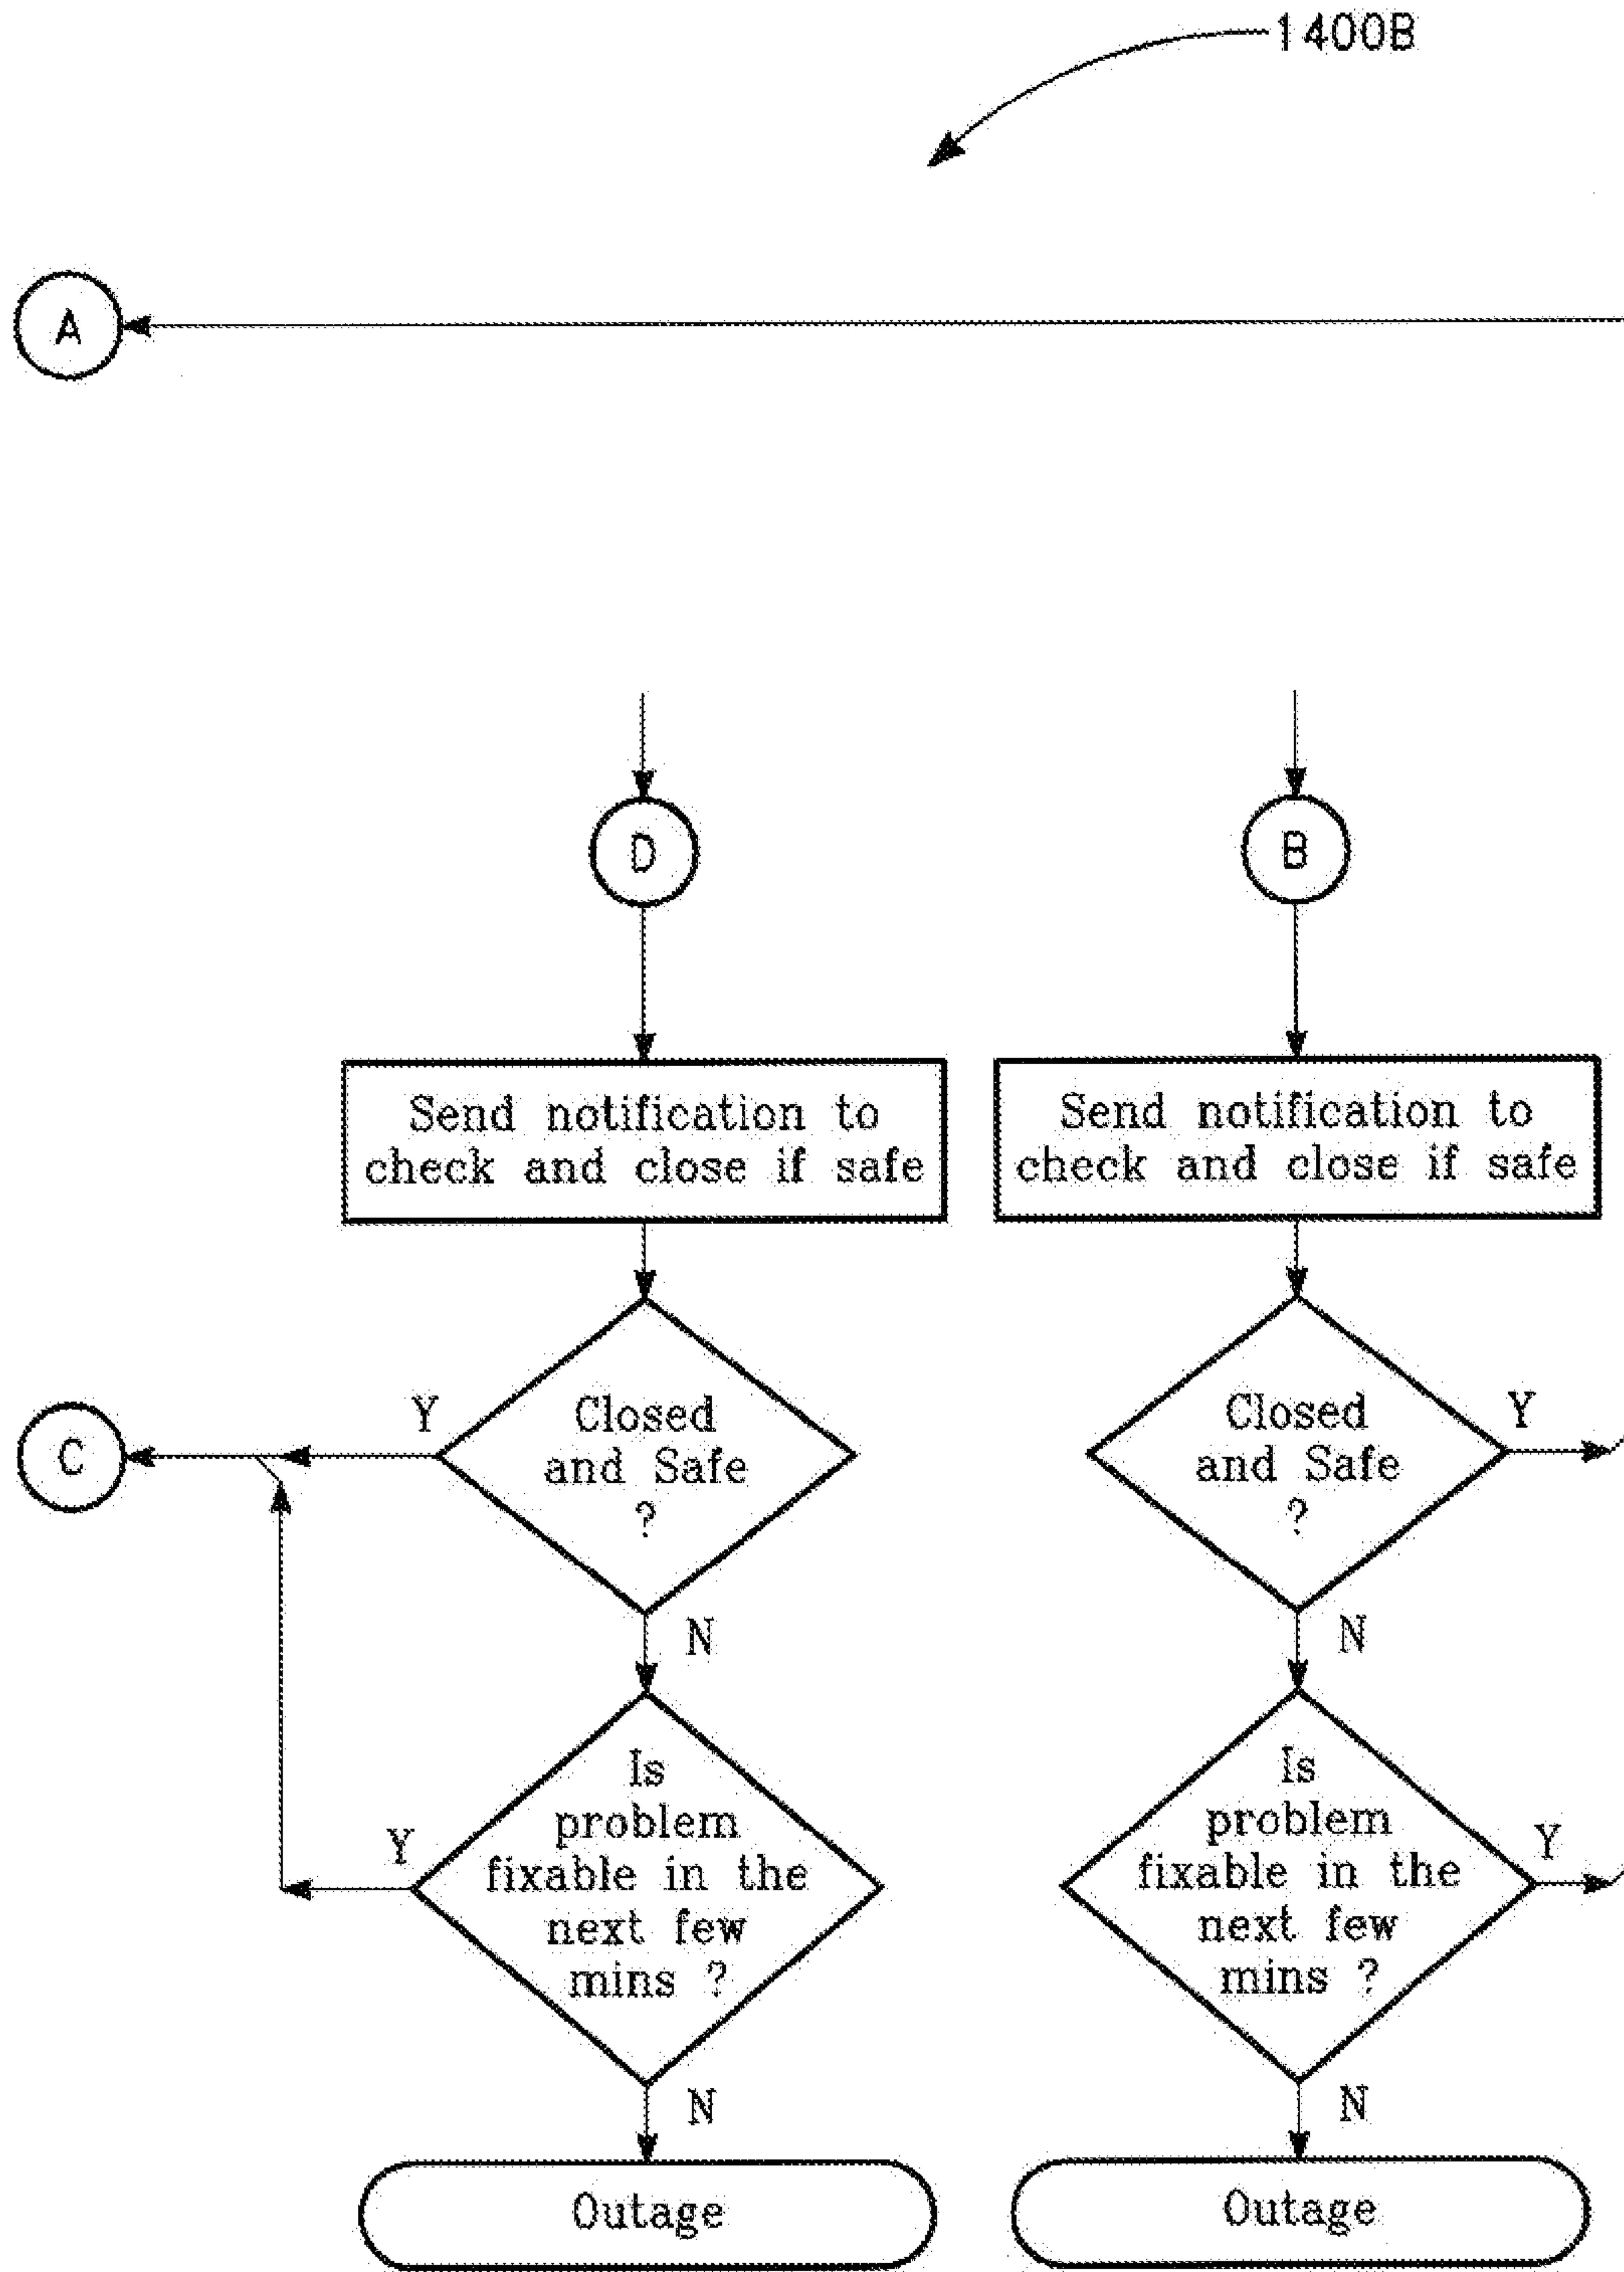 1400B
A
D
B
Send notification to
check and close if safe
Send notification to
check and close if safe
Y
Closed
and Safe
?
C
N
Closed
and Safe
?
Y
N
Is
problem
fixable in the
next few
mins ?
Y
N
Is
problem
fixable in the
next few
mins ?
Y
N
Outage
Outage